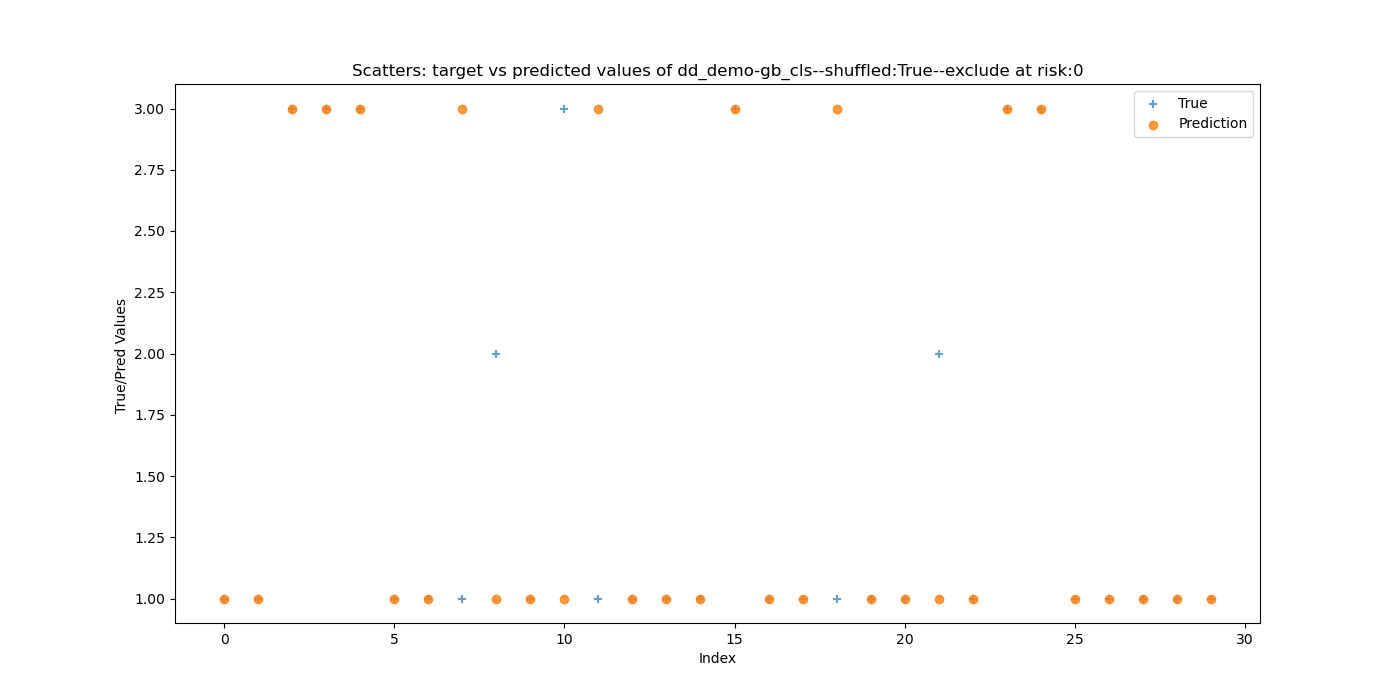 Scatters: target vs predicted values of dd_demo-gb_cls--shuffled:True--exclude at risk:0
True
Prediction
True/Pred Values
3.00
2.75
2.50
2.25
2.00
1.75
1.50
1.25
1.00
0 5 10 15 20 25 30
Index